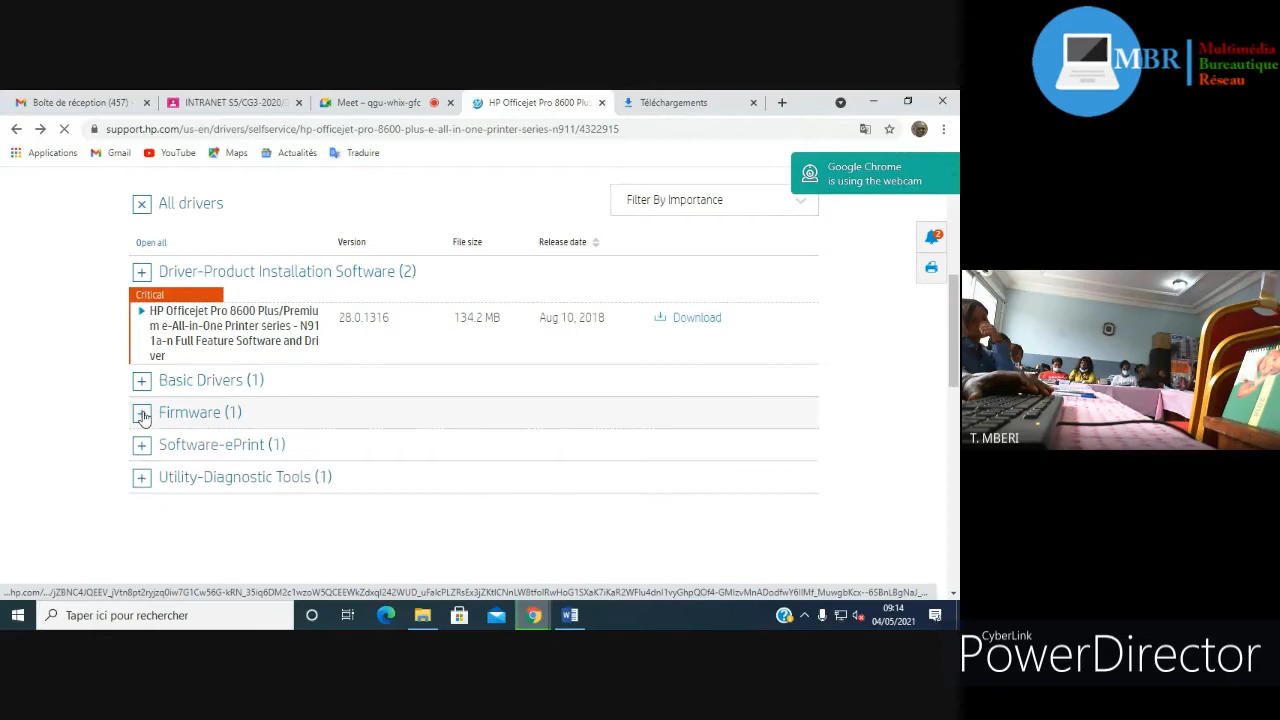 MBR
Multimédia
Bureautique
Réseau
Boîte de réception (457)
INTRANET S5/CG3-2020/
Meet – qgu-whix-gfc
HP Officejet Pro 8600 Plu
Téléchargements
support.hp.com/us-en/drivers/selfservice/hp-officejet-pro-8600-plus-e-all-in-one-printer-series-n911/4322915
Applications Gmail YouTube Maps Actualités Traduire
Google Chrome
is using the webcam
All drivers
Filter By Importance
2
Open all Version File size Release date
Driver-Product Installation Software (2)
Critical
HP Officejet Pro 8600 Plus/Premiu
m e-All-in-One Printer series - N91
1a-n Full Feature Software and Dri
ver
28.0.1316 134.2 MB Aug 10, 2018 Download
Basic Drivers (1)
Firmware (1)
Software-ePrint (1)
Utility-Diagnostic Tools (1)
T. MBERI
Taper ici pour rechercher
09:14
04/05/2021
CyberLink
PowerDirector